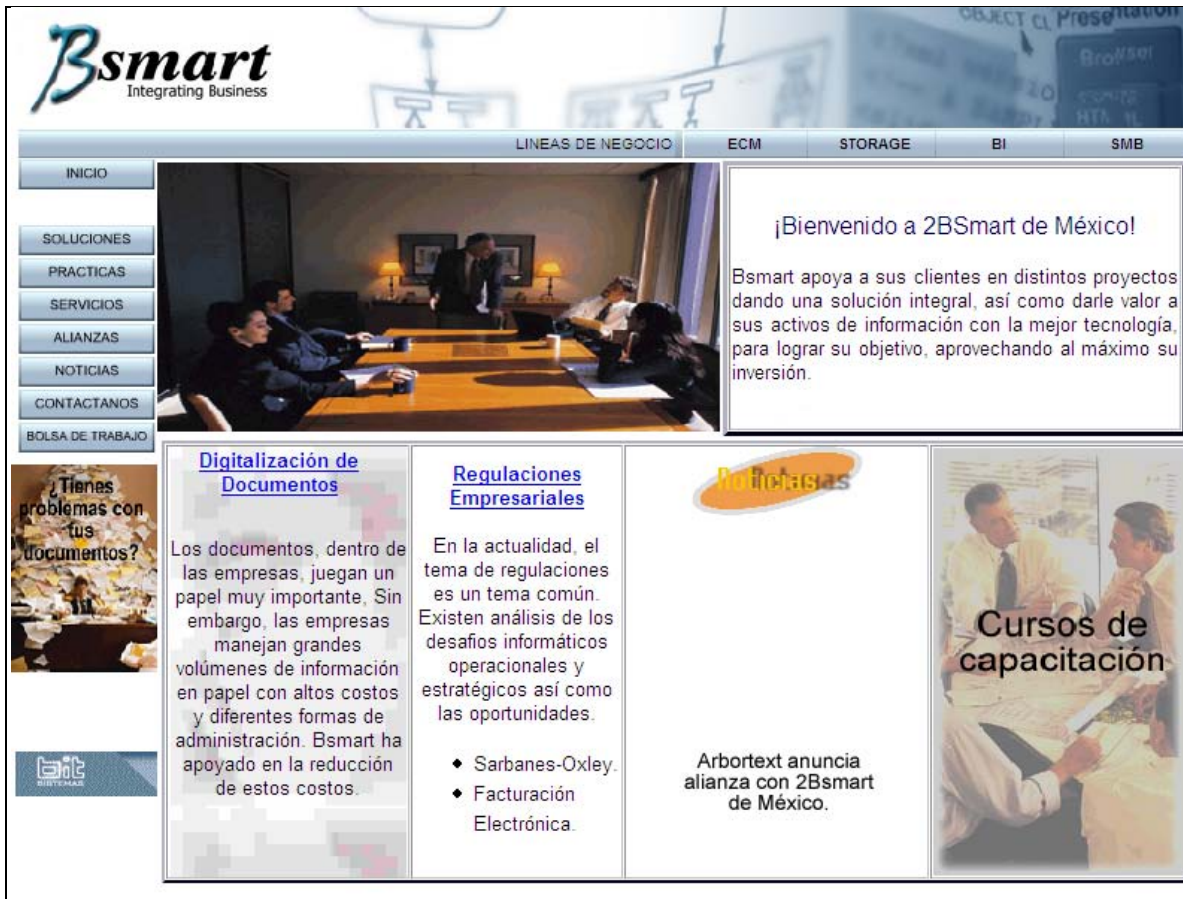 Bsmart
Integrating Business
OBJECT CL Presentation
Browser
LINEAS DE NEGOCIO ECM STORAGE BI SMB
INICIO
SOLUCIONES
PRACTICAS
SERVICIOS
ALIANZAS
NOTICIAS
CONTACTANOS
BOLSA DE TRABAJO
¡Bienvenido a 2BSmart de México!
Bsmart apoya a sus clientes en distintos proyectos
dando una solución integral, así como darle valor a
sus activos de información con la mejor tecnología,
para lograr su objetivo, aprovechando al máximo su
inversión.
¿Tienes
problemas con
tus
documentos?
bit
SISTEMAS
Digitalización de
Documentos
Los documentos, dentro de
las empresas, juegan un
papel muy importante, Sin
embargo, las empresas
manejan grandes
volúmenes de información
en papel con altos costos
y diferentes formas de
administración. Bsmart ha
apoyado en la reducción
de estos costos.
Regulaciones
Empresariales
En la actualidad, el
tema de regulaciones
es un tema común.
Existen análisis de los
desafios informáticos
operacionales y
estratégicos así como
las oportunidades.
Sarbanes-Oxley.
Facturación
Electrónica.
Noticias
Arbortext anuncia
alianza con 2Bsmart
de México.
Cursos de
capacitación